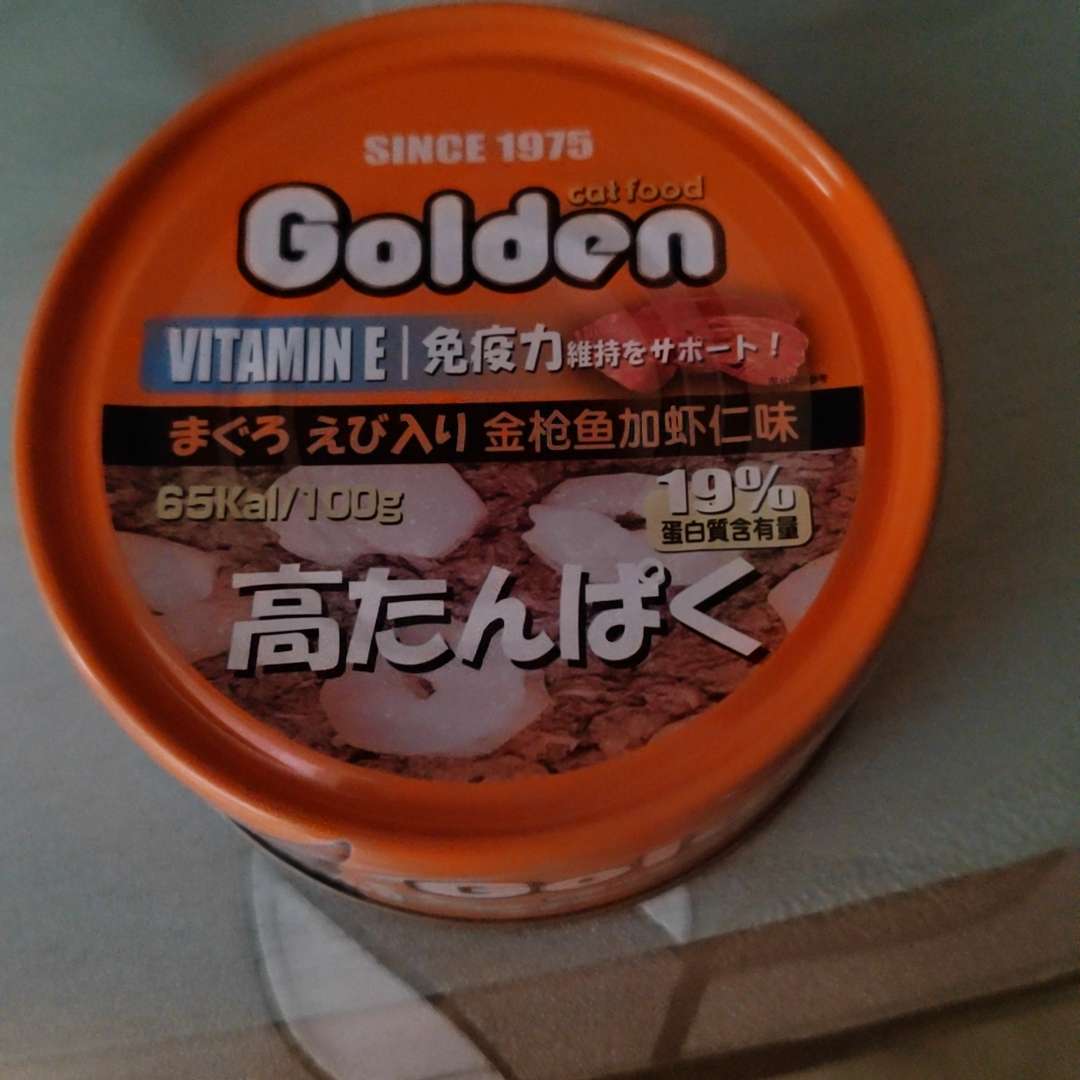 SINCE 1975
cat food
Golden
VITAMIN E | 免疫力維持をサポート！
まぐろ えび入り 金枪鱼加虾仁味
65Kal/100g
19%
蛋白質含有量
高たんぱく